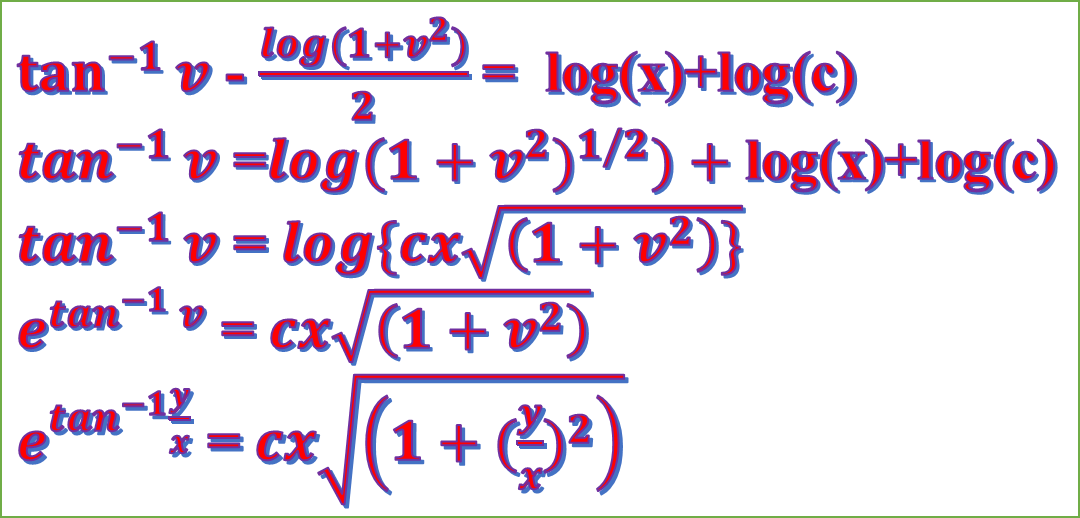 tan⁻¹ v - log(1+v²)/2 = log(x)+log(c)
tan⁻¹ v =log(1 + v²)^1/2) + log(x)+log(c)
tan⁻¹ v = log{cx√(1 + v²)}
e^tan⁻¹ v = cx√(1 + v²)
e^tan⁻¹ y/x = cx√(1 + (y/x)²)